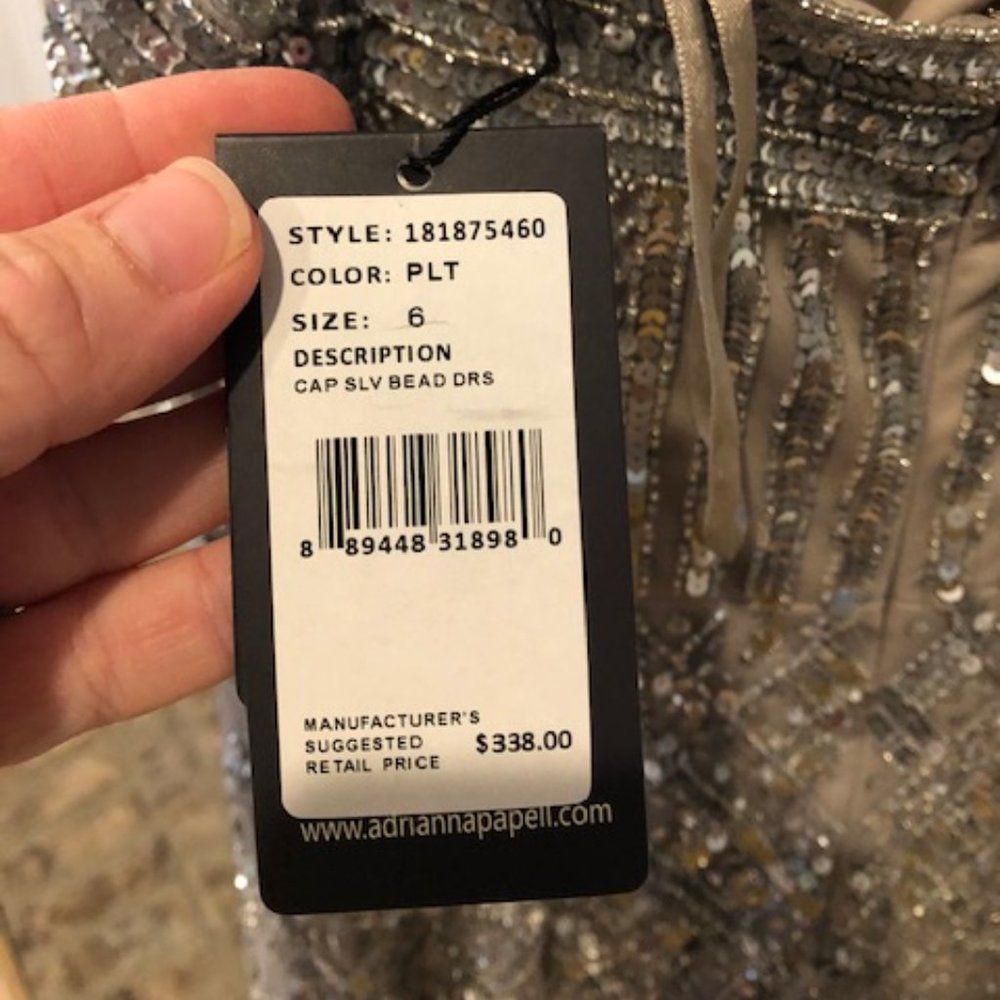 STYLE: 181875460
COLOR: PLT
SIZE: 6
DESCRIPTION
CAP SLV BEAD DRS
8 89448 31898 0
MANUFACTURER'S
SUGGESTED $338.00
RETAIL PRICE
www.adriannapapell.com